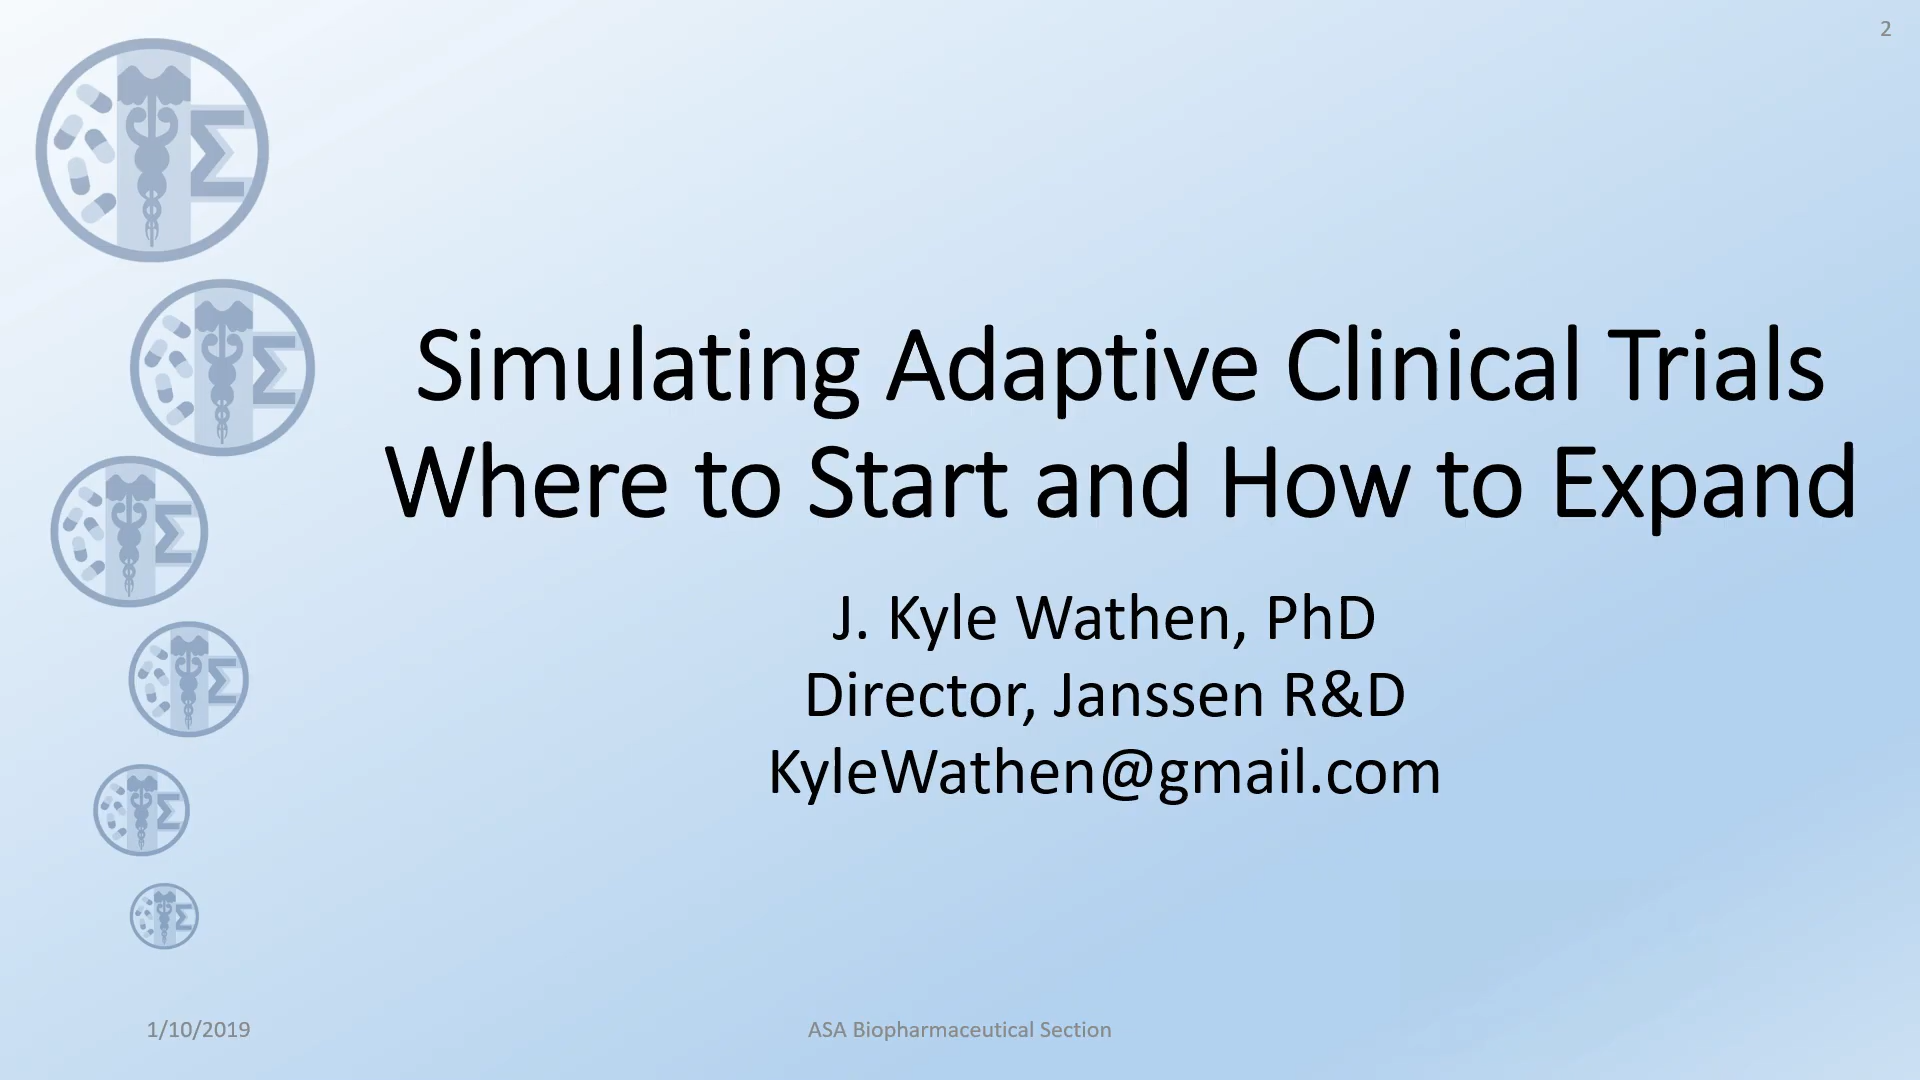 2
Simulating Adaptive Clinical Trials
Where to Start and How to Expand
J. Kyle Wathen, PhD
Director, Janssen R&D
KyleWathen@gmail.com
1/10/2019
ASA Biopharmaceutical Section